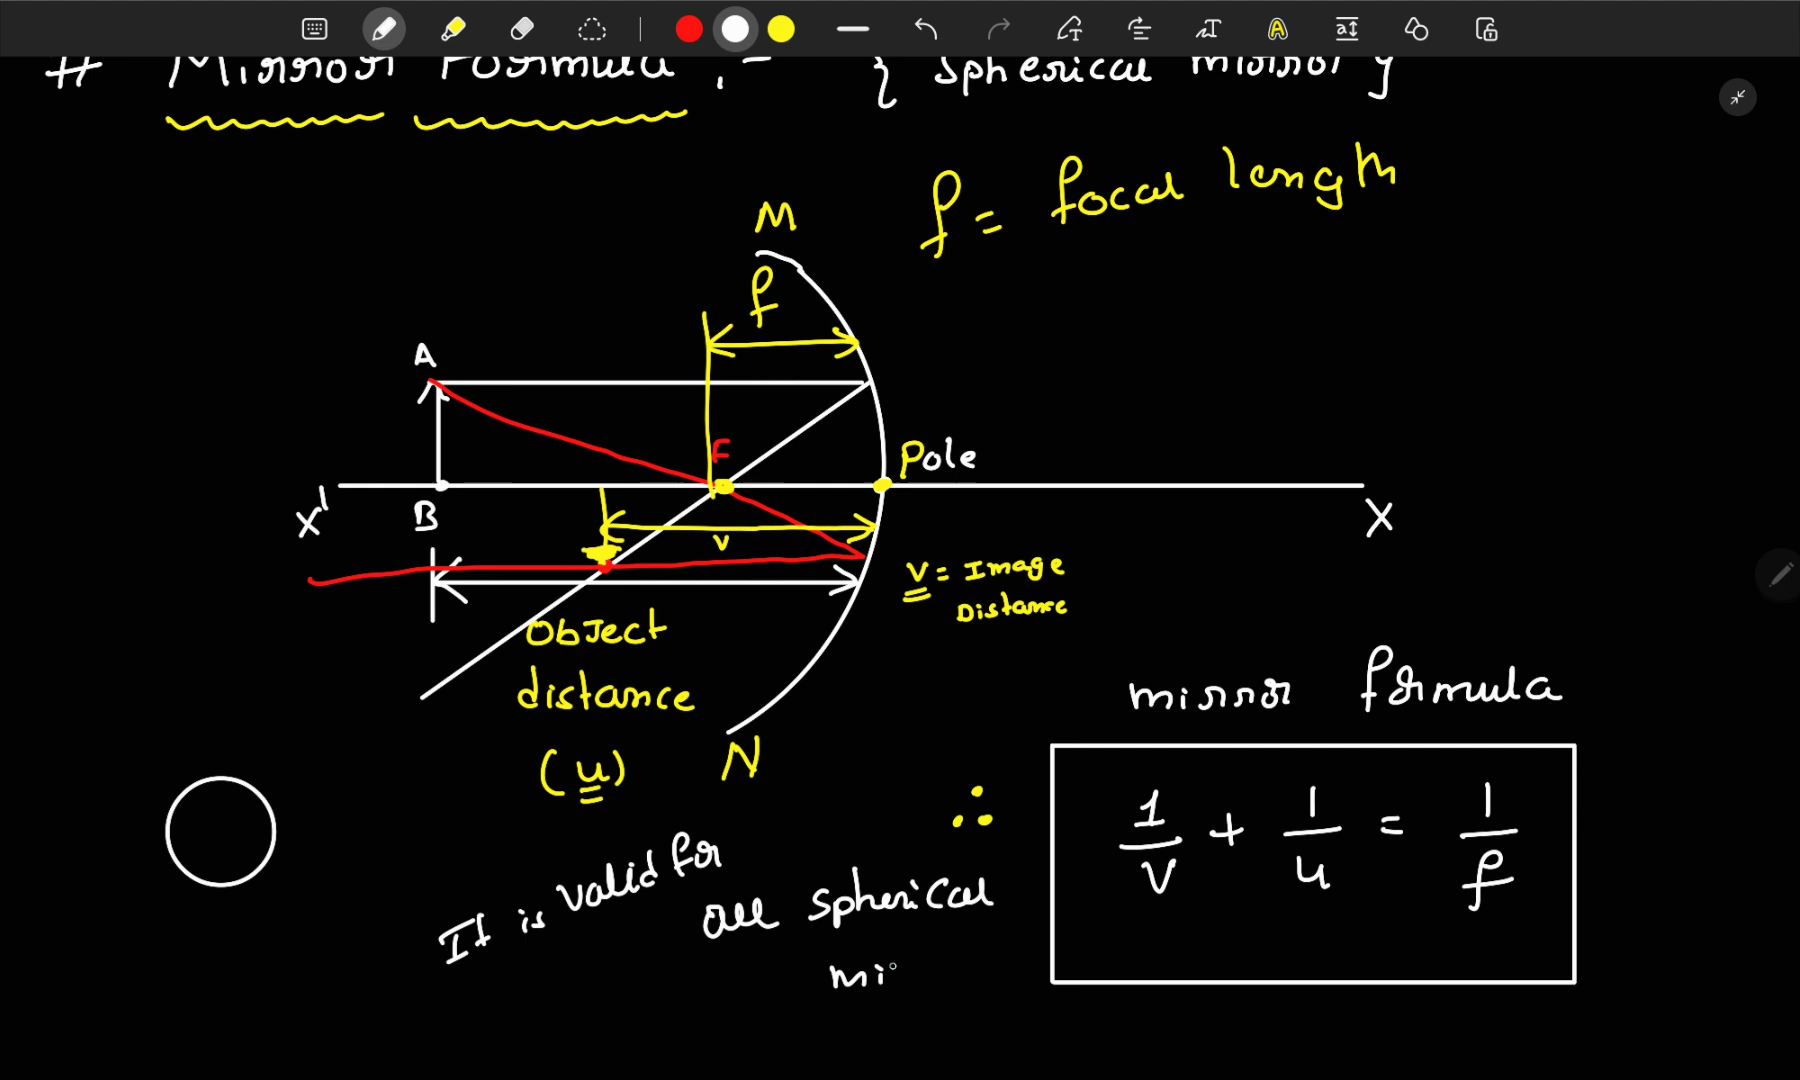 # Mirror Formula :- { Spherical mirror }
f = focal length
M
f
A
F
Pole
X'
B
X
v
v = Image
Distance
Object
distance
(u)
N
mirror formula
∴ 1/v + 1/u = 1/f
It is valid for
all spherical
mi